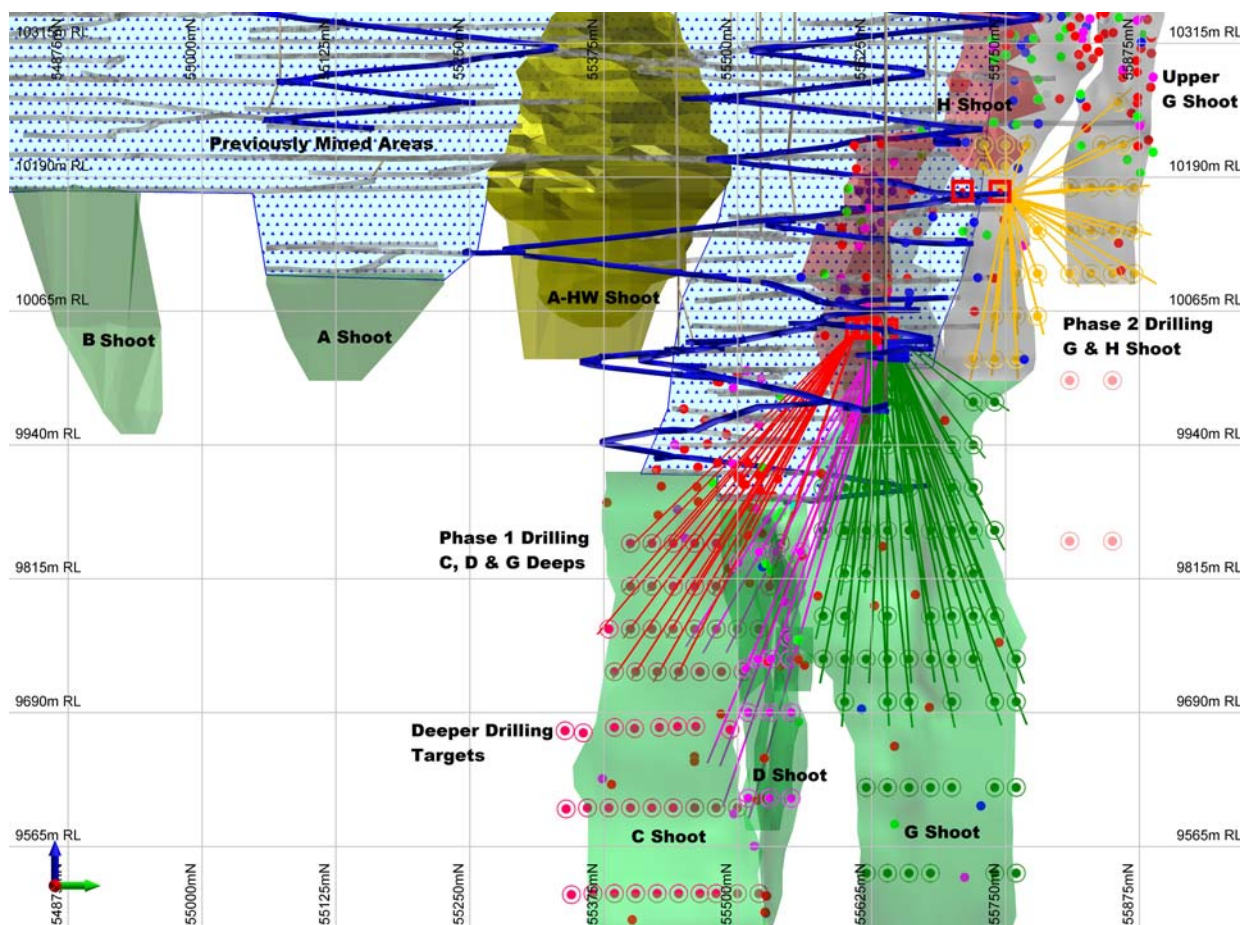 10315m RL
54875mN
55000mN
55125mN
55250mN
55375mN
55500mN
55625mN
55750mN
55875mN
10315m RL
Upper
G Shoot
H Shoot
Previously Mined Areas
10190m RL
10190m RL
A-HW Shoot
10065m RL
10065m RL
B Shoot
A Shoot
Phase 2 Drilling
G & H Shoot
9940m RL
9940m RL
Phase 1 Drilling
C, D & G Deeps
9815m RL
9815m RL
9690m RL
9690m RL
Deeper Drilling
Targets
D Shoot
C Shoot
G Shoot
9565m RL
9565m RL
54875mN
55000mN
55125mN
55250mN
55375mN
55500mN
55625mN
55750mN
55875mN